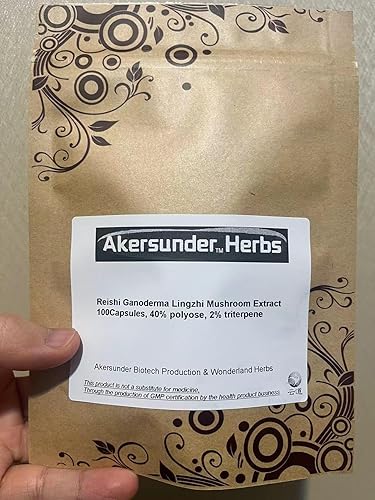 Akersunder™ Herbs
Reishi Ganoderma Lingzhi Mushroom Extract
100Capsules, 40% polyose, 2% triterpene
Akersunder Biotech Production & Wonderland Herbs
This product is not a substitute for medicine.
Through the production of GMP certification by the health product business